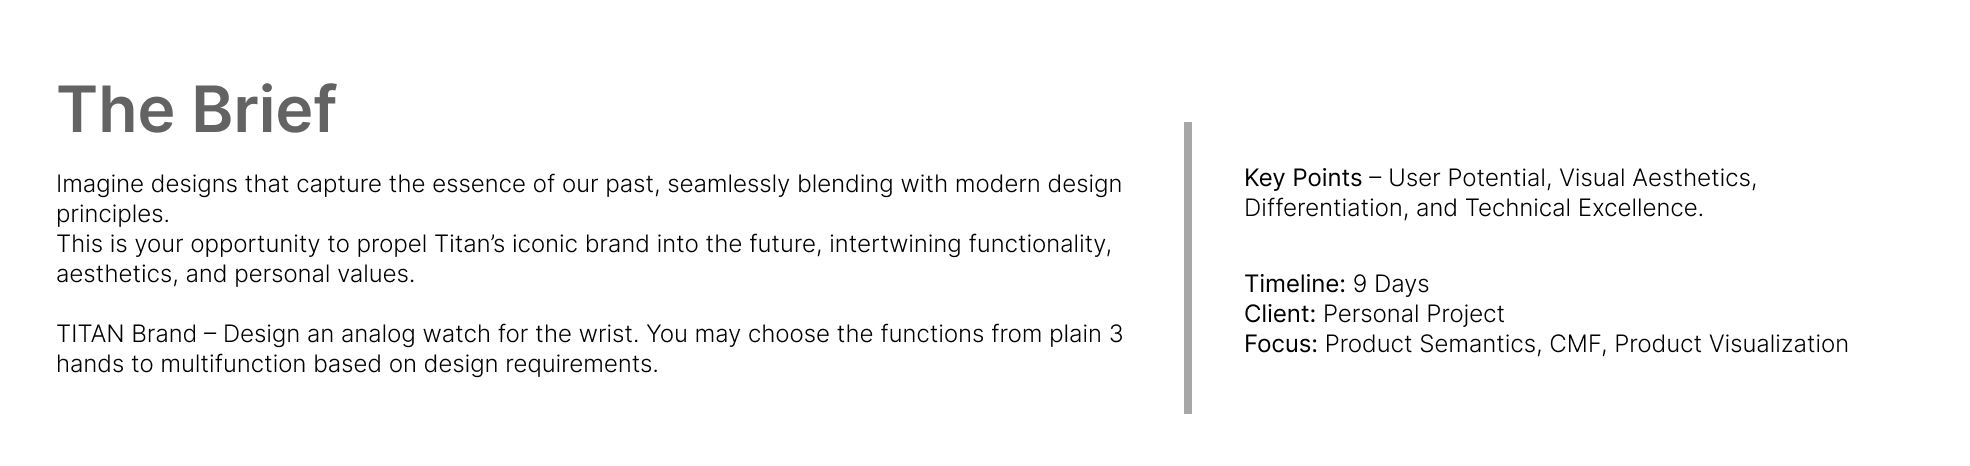 The Brief
Imagine designs that capture the essence of our past, seamlessly blending with modern design
principles.
This is your opportunity to propel Titan’s iconic brand into the future, intertwining functionality,
aesthetics, and personal values.
TITAN Brand – Design an analog watch for the wrist. You may choose the functions from plain 3
hands to multifunction based on design requirements.
Key Points – User Potential, Visual Aesthetics,
Differentiation, and Technical Excellence.
Timeline: 9 Days
Client: Personal Project
Focus: Product Semantics, CMF, Product Visualization